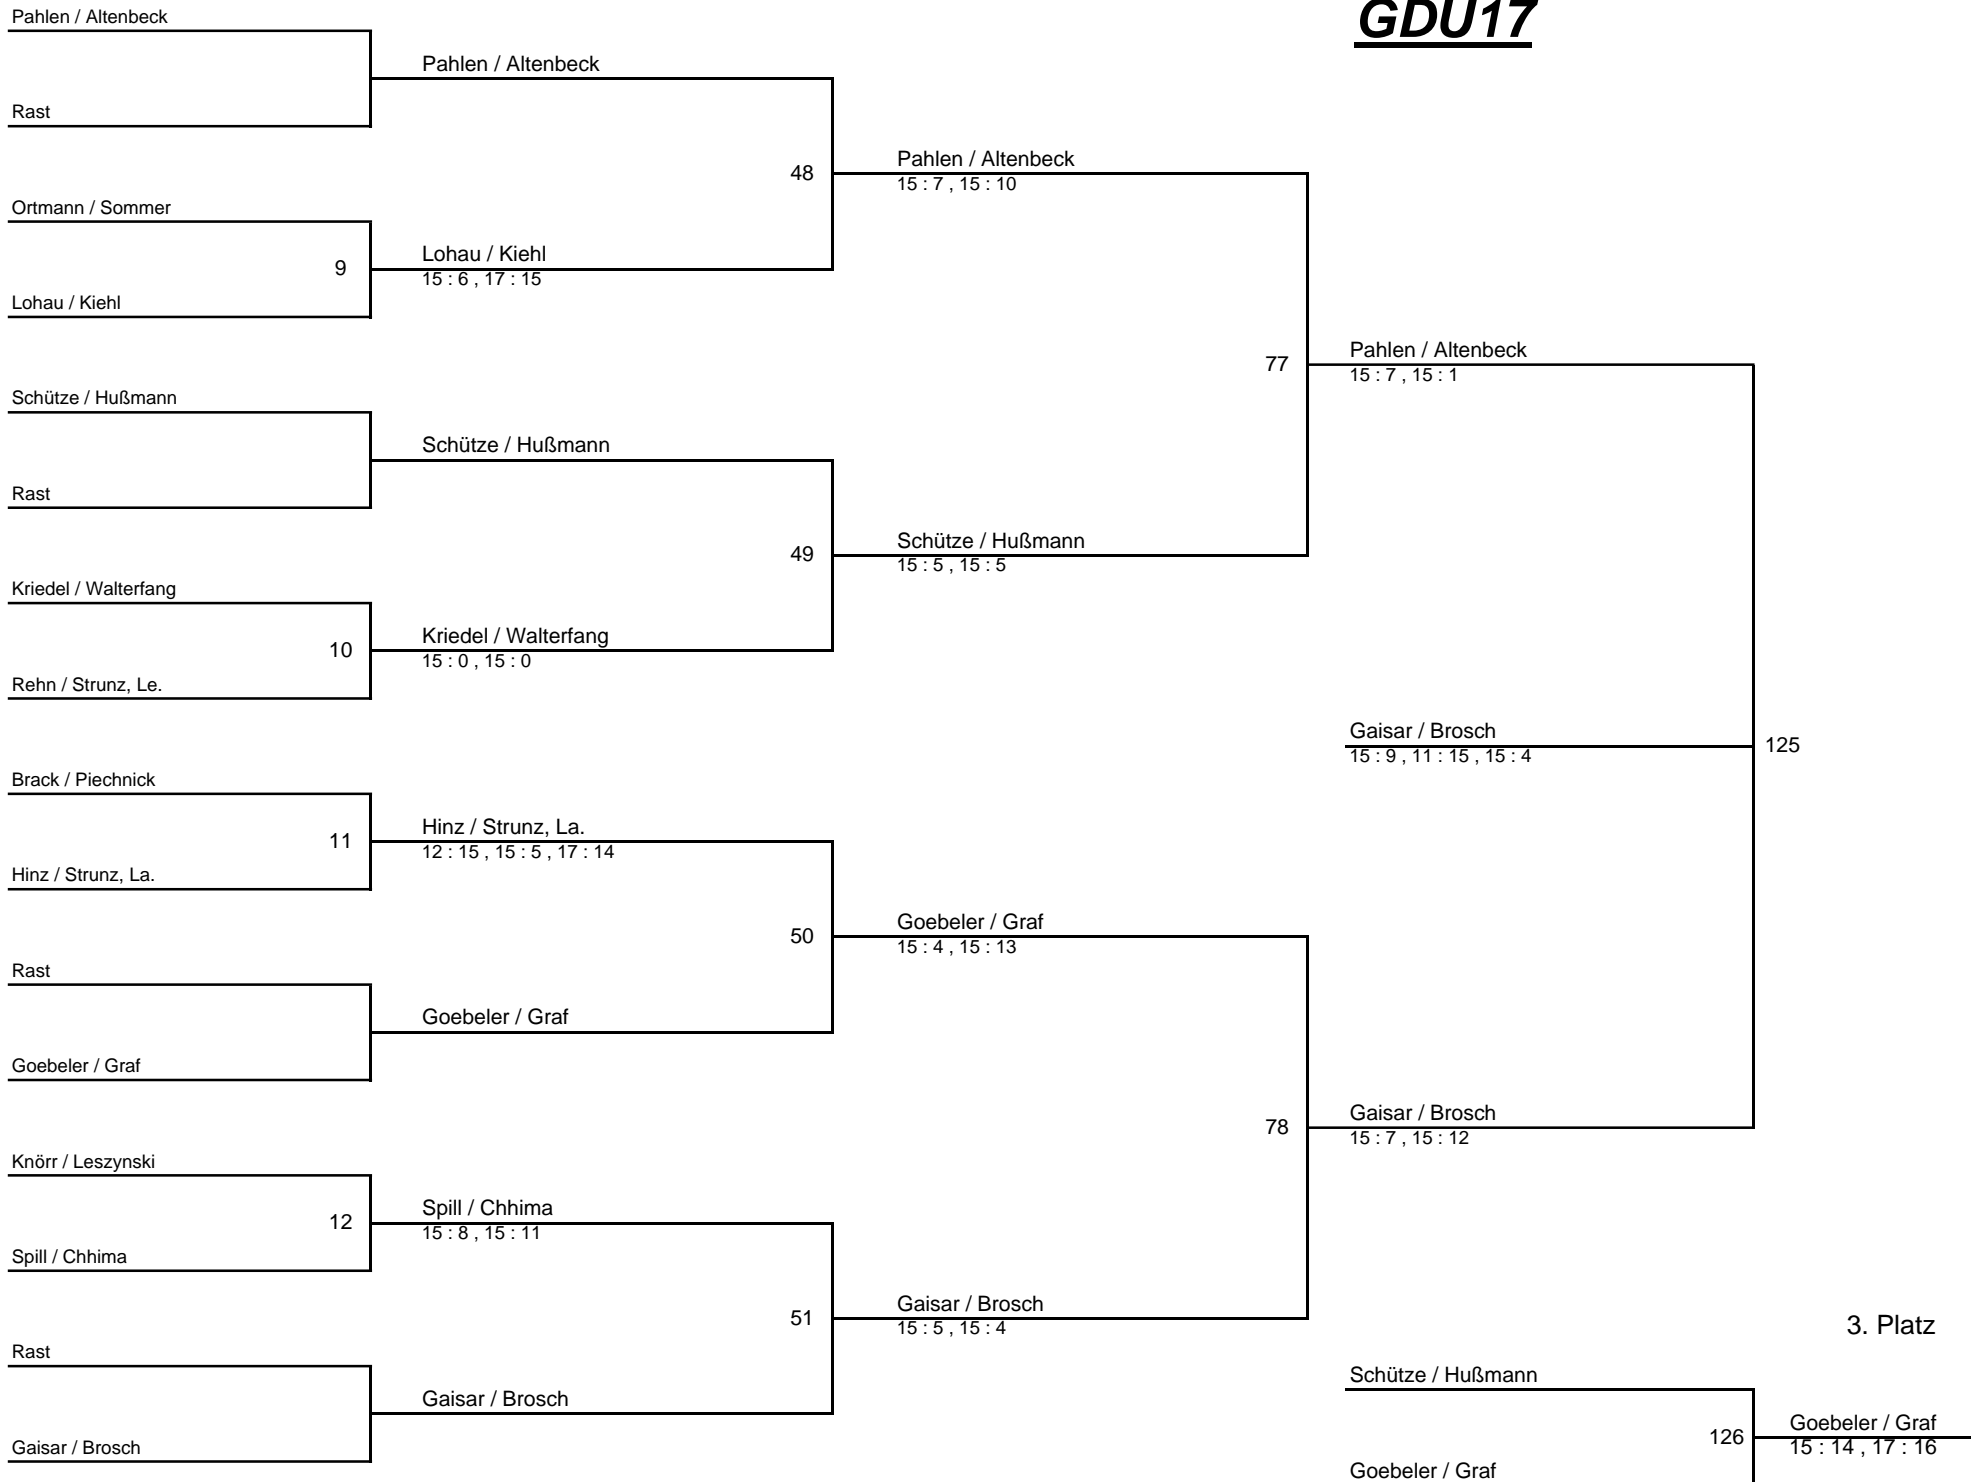 GDU17
Pahlen / Altenbeck
Pahlen / Altenbeck
Rast
48
Pahlen / Altenbeck
15 : 7 , 15 : 10
Ortmann / Sommer
9
Lohau / Kiehl
15 : 6 , 17 : 15
Lohau / Kiehl
77
Pahlen / Altenbeck
15 : 7 , 15 : 1
Schütze / Hußmann
Schütze / Hußmann
Rast
49
Schütze / Hußmann
15 : 5 , 15 : 5
Kriedel / Walterfang
10
Kriedel / Walterfang
15 : 0 , 15 : 0
Rehn / Strunz, Le.
Gaisar / Brosch
15 : 9 , 11 : 15 , 15 : 4
125
Brack / Piechnick
11
Hinz / Strunz, La.
12 : 15 , 15 : 5 , 17 : 14
Hinz / Strunz, La.
50
Goebeler / Graf
15 : 4 , 15 : 13
Rast
Goebeler / Graf
Goebeler / Graf
78
Gaisar / Brosch
15 : 7 , 15 : 12
Knörr / Leszynski
12
Spill / Chhima
15 : 8 , 15 : 11
Spill / Chhima
51
Gaisar / Brosch
15 : 5 , 15 : 4
3. Platz
Rast
Schütze / Hußmann
Gaisar / Brosch
Gaisar / Brosch
126
Goebeler / Graf
15 : 14 , 17 : 16
Goebeler / Graf